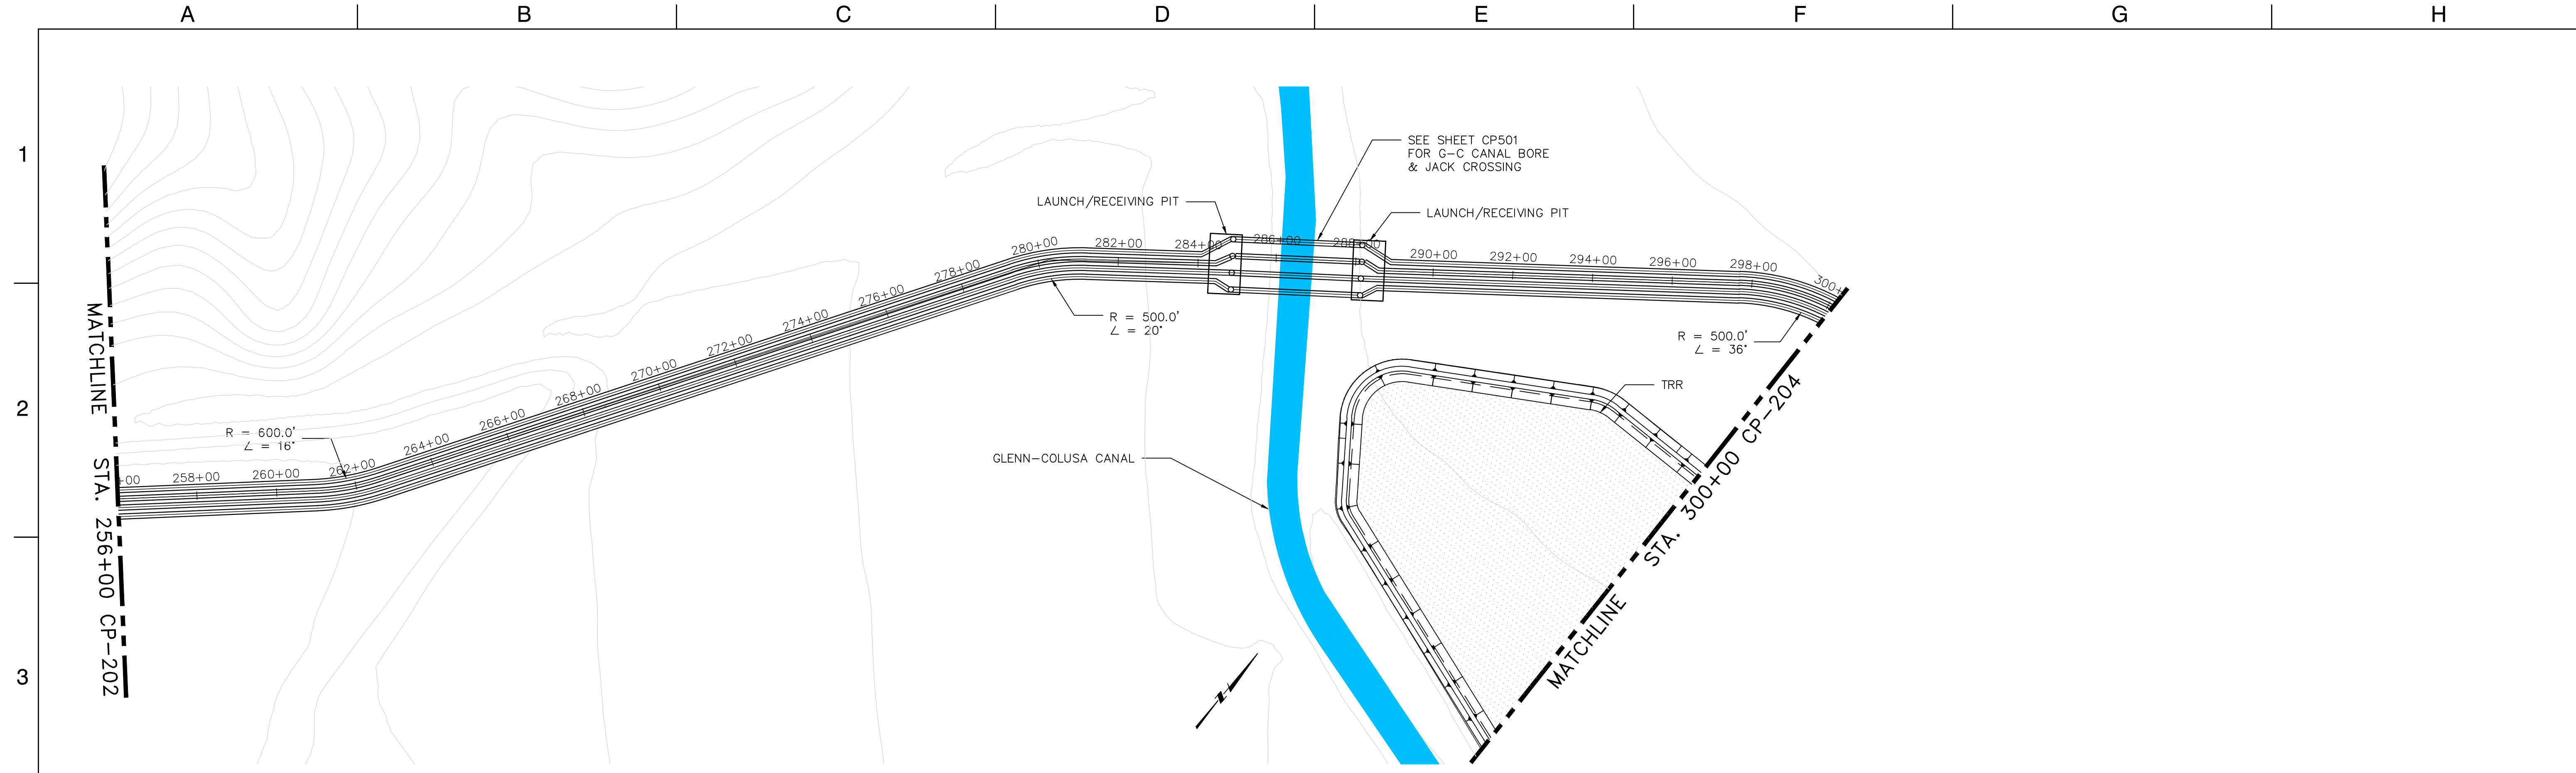 A
B
C
D
E
F
G
H
1
2
3
SEE SHEET CP501
FOR G-C CANAL BORE
& JACK CROSSING
LAUNCH/RECEIVING PIT
LAUNCH/RECEIVING PIT
+00
258+00
260+00
262+00
264+00
266+00
268+00
270+00
272+00
274+00
276+00
278+00
280+00
282+00
284+00
286+00
290+00
292+00
294+00
296+00
298+00
300+
R = 600.0'
∠ = 16°
R = 500.0'
∠ = 20°
R = 500.0'
∠ = 36°
TRR
GLENN-COLUSA CANAL
MATCHLINE STA. 256+00 CP-202
MATCHLINE STA. 300+00 CP-204
N